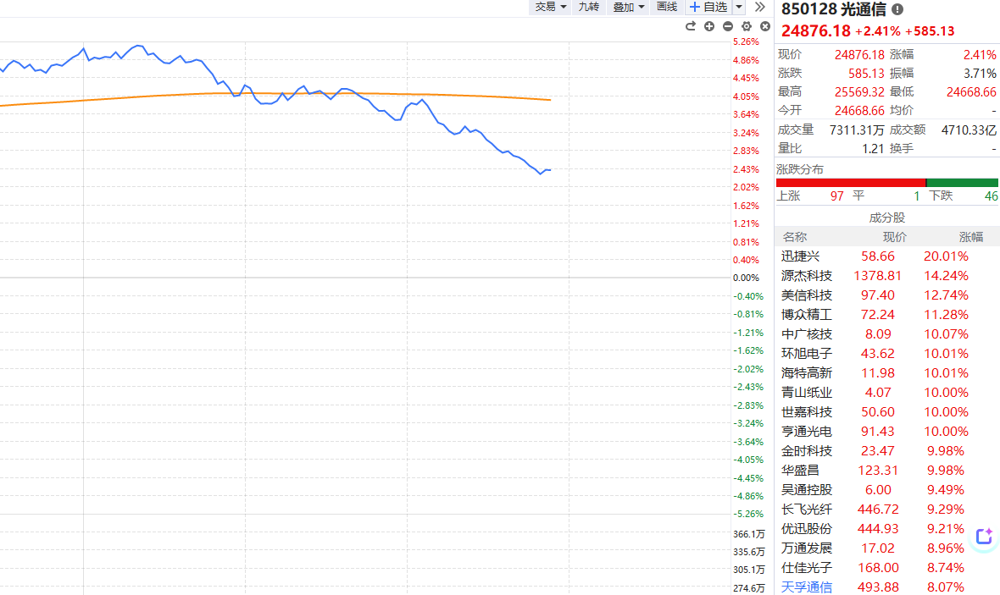 交易 九转 叠加 画线 自选
850128 光通信
24876.18 +2.41% +585.13
现价 24876.18 涨幅 2.41%
涨跌 585.13 振幅 3.71%
最高 25569.32 最低 24668.66
今开 24668.66 均价 -
成交量 7311.31万 成交额 4710.33亿
量比 1.21 换手 -
涨跌分布
上涨 97 平 1 下跌 46
成分股
名称 现价 涨幅
迅捷兴 58.66 20.01%
源杰科技 1378.81 14.24%
美信科技 97.40 12.74%
博众精工 72.24 11.28%
中广核技 8.09 10.07%
环旭电子 43.62 10.01%
海特高新 11.98 10.01%
青山纸业 4.07 10.00%
世嘉科技 50.60 10.00%
亨通光电 91.43 10.00%
金时科技 23.47 9.98%
华盛昌 123.31 9.98%
吴通控股 6.00 9.49%
长飞光纤 446.72 9.29%
优迅股份 444.93 9.21%
万通发展 17.02 8.96%
仕佳光子 168.00 8.74%
天孚通信 493.88 8.07%
5.26%
4.86%
4.45%
4.05%
3.64%
3.24%
2.83%
2.43%
2.02%
1.62%
1.21%
0.81%
0.40%
0.00%
-0.40%
-0.81%
-1.21%
-1.62%
-2.02%
-2.43%
-2.83%
-3.24%
-3.64%
-4.05%
-4.45%
-4.86%
-5.26%
366.1万
335.6万
305.1万
274.6万